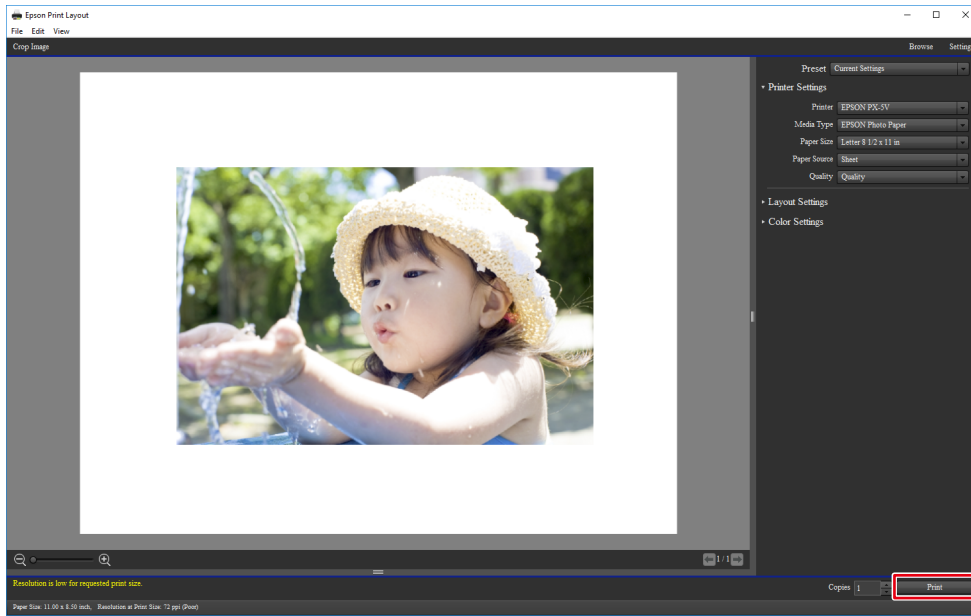 Epson Print Layout
File Edit View
Crop Image Browse Setting
Preset Current Settings
Printer Settings
Printer EPSON PX-5V
Media Type EPSON Photo Paper
Paper Size Letter 8 1/2 x 11 in
Paper Source Sheet
Quality Quality
Layout Settings
Color Settings
1 / 1
Resolution is low for requested print size.
Copies 1 Print
Paper Size: 11.00 x 8.50 inch, Resolution at Print Size: 72 ppi (Poor)